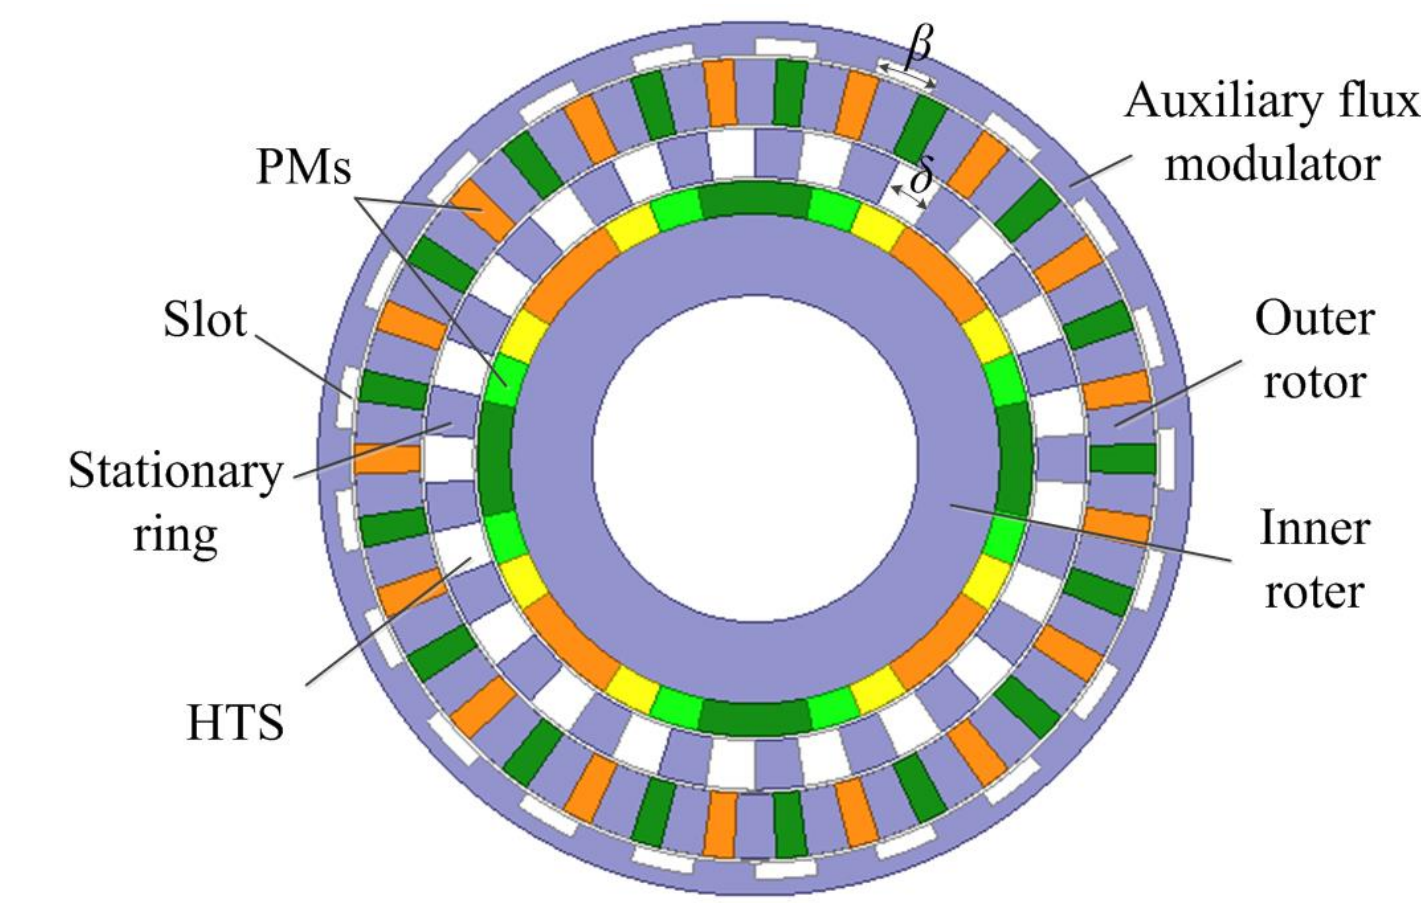 β
Auxiliary flux
modulator
PMs
δ
Slot
Outer
rotor
Stationary
ring
Inner
roter
HTS